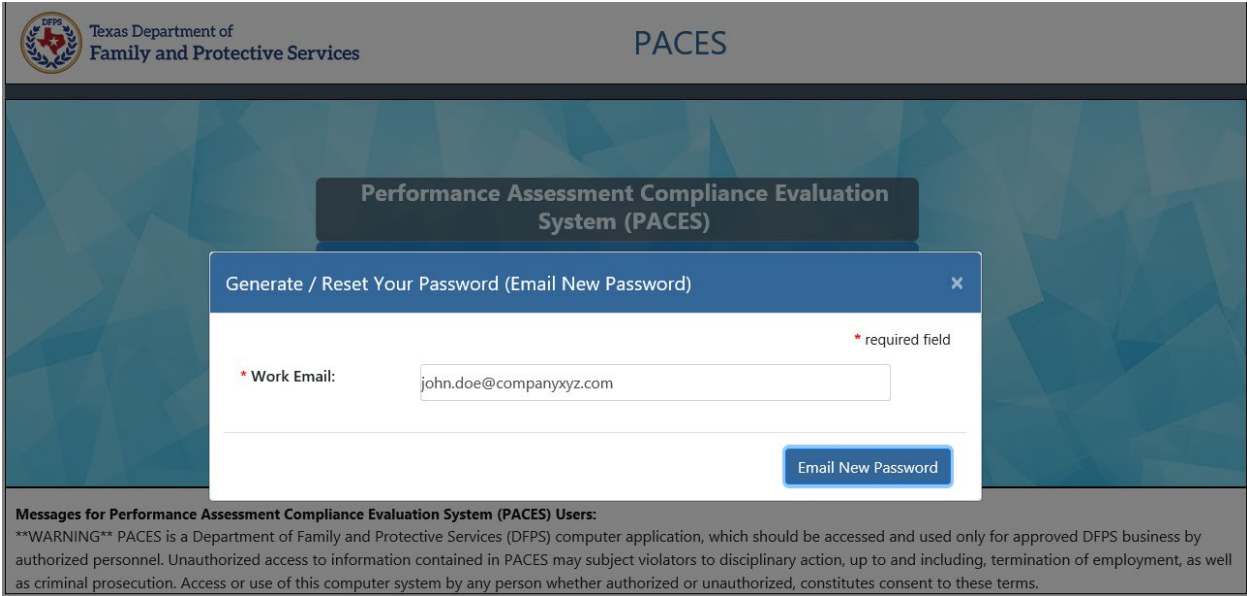 DFPS
Texas Department of
Family and Protective Services
PACES
Performance Assessment Compliance Evaluation
System (PACES)
Generate / Reset Your Password (Email New Password)
×
* required field
* Work Email:
john.doe@companyxyz.com
Email New Password
Messages for Performance Assessment Compliance Evaluation System (PACES) Users:
**WARNING** PACES is a Department of Family and Protective Services (DFPS) computer application, which should be accessed and used only for approved DFPS business by
authorized personnel. Unauthorized access to information contained in PACES may subject violators to disciplinary action, up to and including, termination of employment, as well
as criminal prosecution. Access or use of this computer system by any person whether authorized or unauthorized, constitutes consent to these terms.